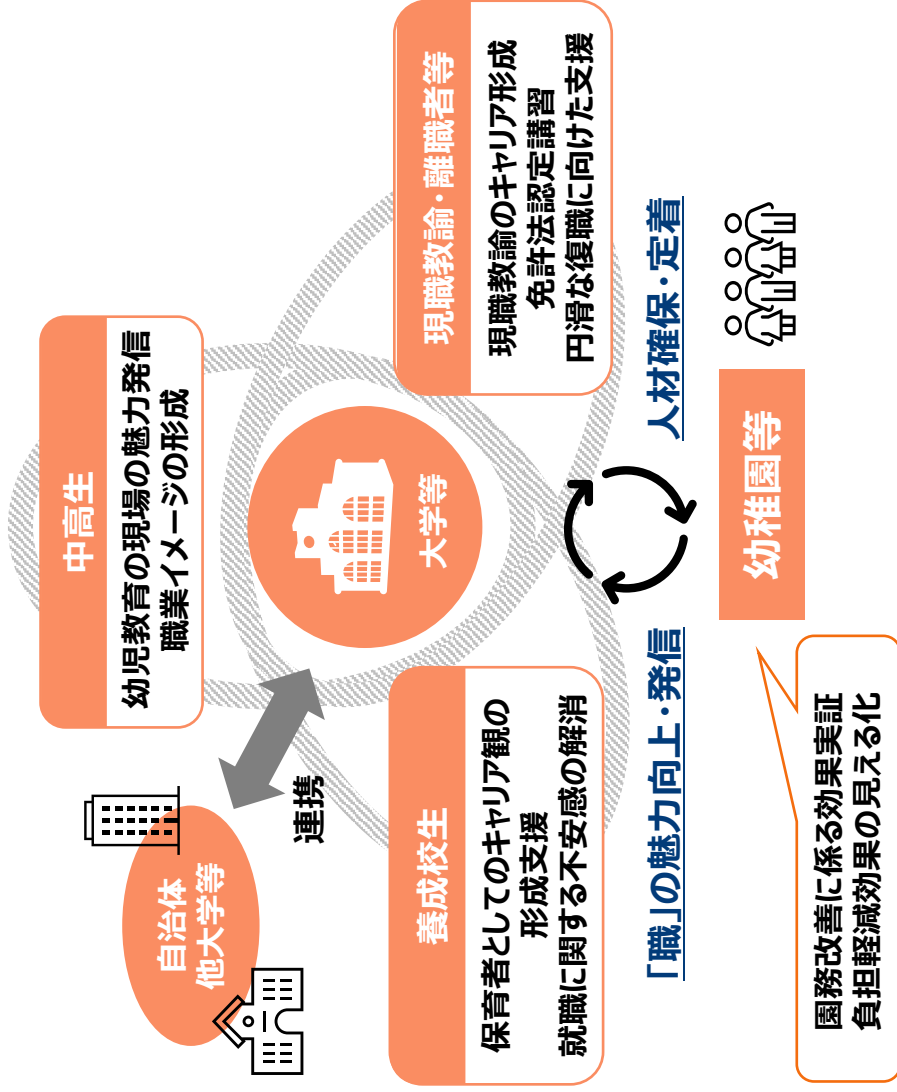 中高生
幼児教育の現場の魅力発信
職業イメージの形成
自治体
他大学等
連携
大学等
養成校生
保育者としてのキャリア観の
形成支援
就職に関する不安感の解消
現職教諭・離職者等
現職教諭のキャリア形成
免許法認定講習
円滑な復職に向けた支援
「職」の魅力向上・発信
人材確保・定着
幼稚園等
園務改善に係る効果実証
負担軽減効果の見える化